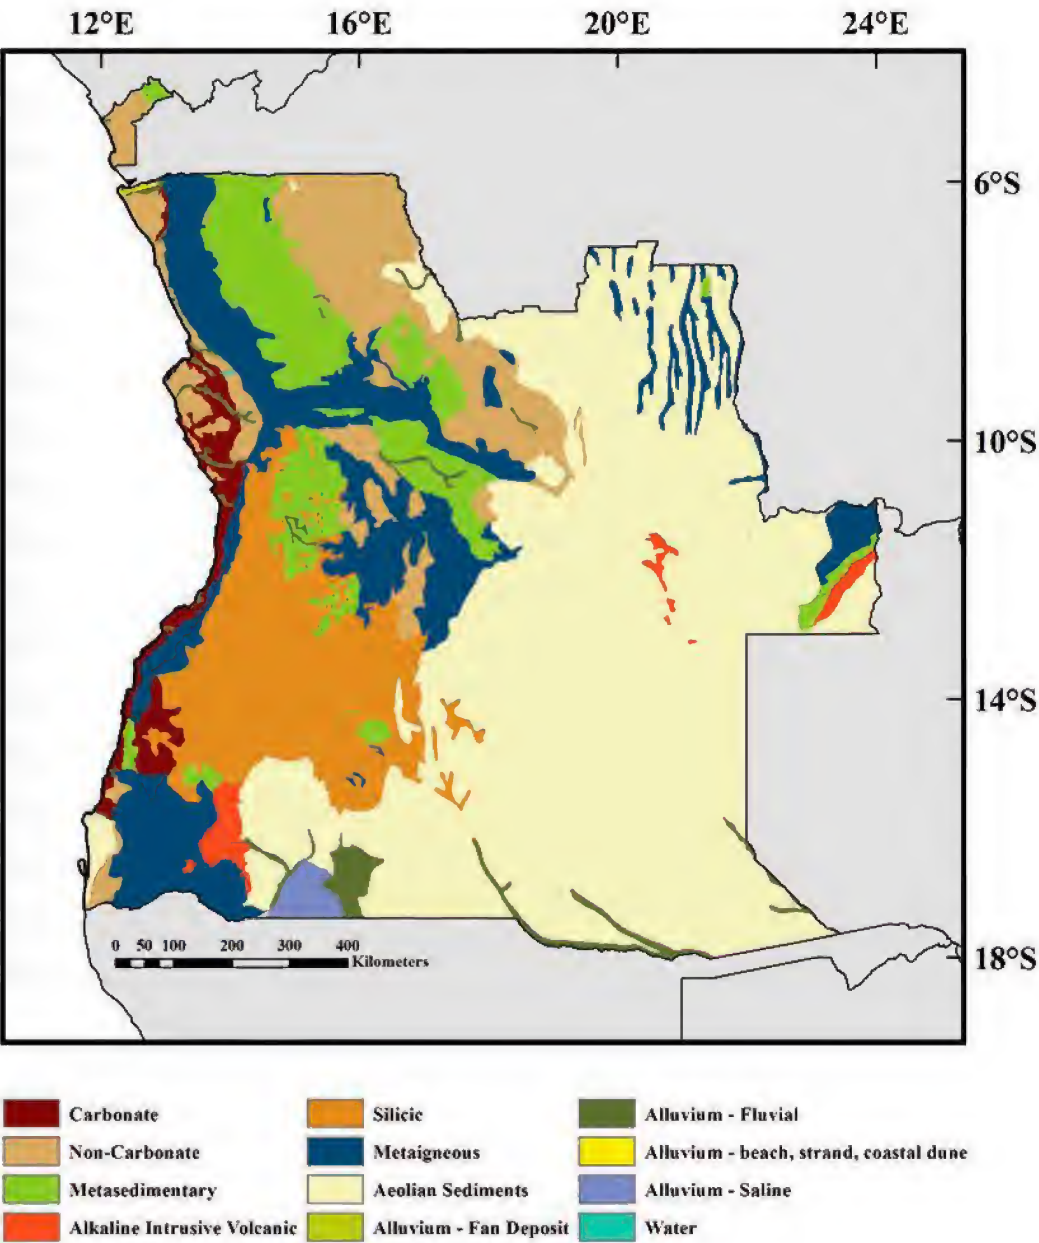 12°E 16°E 20°E 24°E
6°S
10°S
14°S
18°S
0 50 100 200 300 400
Kilometers
Carbonate
Non-Carbonate
Metasedimentary
Alkaline Intrusive Volcanic
Silicic
Metaigneous
Aeolian Sediments
Alluvium - Fan Deposit
Alluvium - Fluvial
Alluvium - beach, strand, coastal dune
Alluvium - Saline
Water